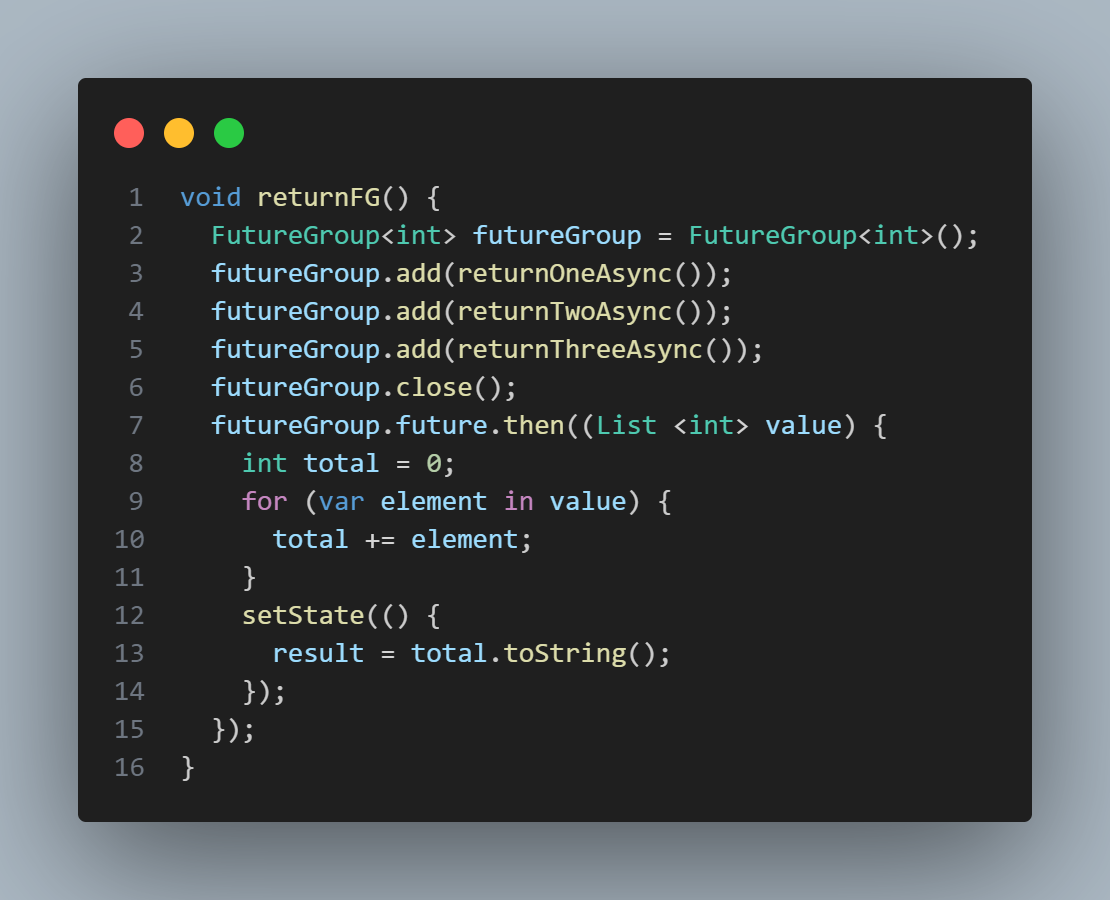 1 void returnFG() {
2   FutureGroup<int> futureGroup = FutureGroup<int>();
3   futureGroup.add(returnOneAsync());
4   futureGroup.add(returnTwoAsync());
5   futureGroup.add(returnThreeAsync());
6   futureGroup.close();
7   futureGroup.future.then((List <int> value) {
8     int total = 0;
9     for (var element in value) {
10       total += element;
11     }
12     setState(() {
13       result = total.toString();
14     });
15   });
16 }